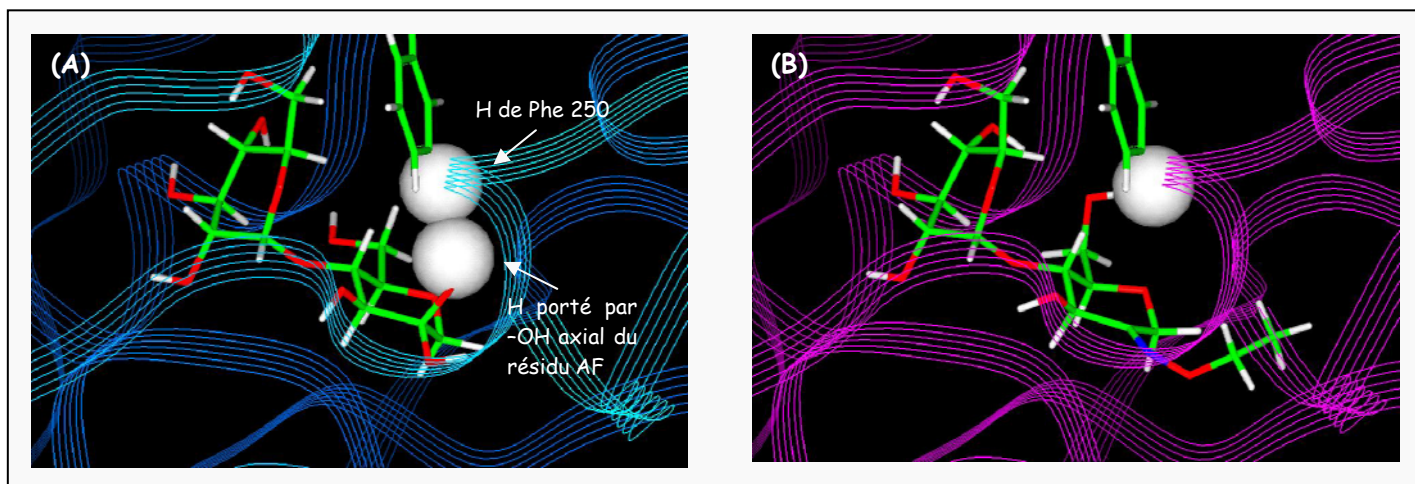 (A)
H de Phe 250
H porté par
–OH axial du
résidu AF
(B)